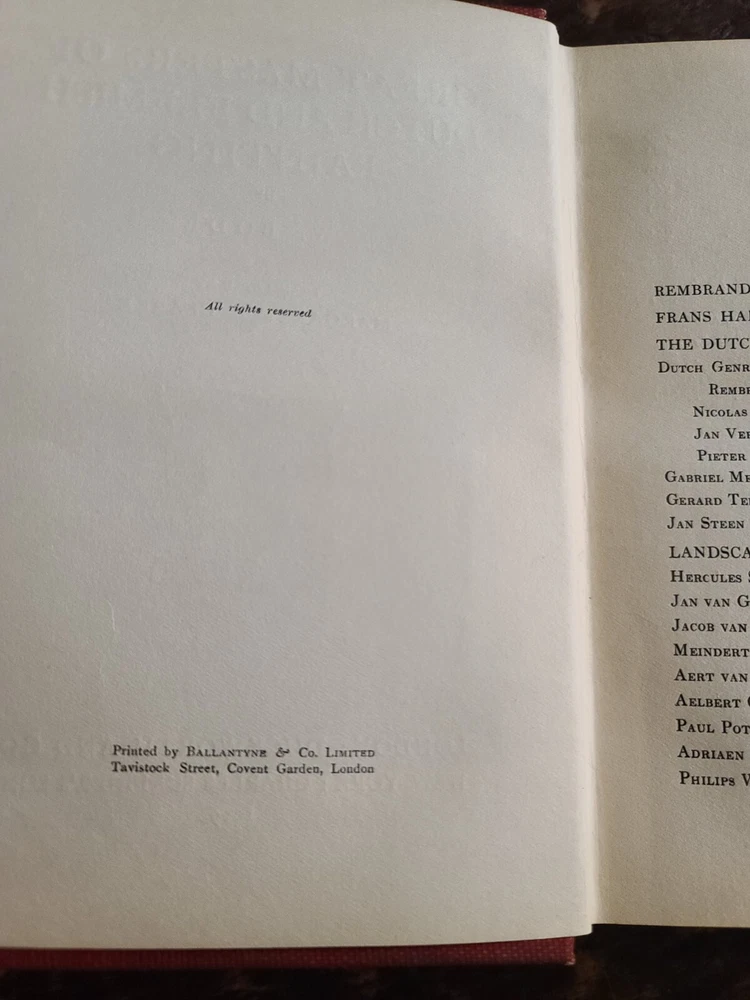 All rights reserved
Printed by BALLANTYNE & CO. LIMITED
Tavistock Street, Covent Garden, London
REMBRAND
FRANS HA
THE DUTC
DUTCH GENR
REMB
NICOLAS
JAN VE
PIETER
GABRIEL ME
GERARD TE
JAN STEEN
LANDSCA
HERCULES
JAN VAN G
JACOB VAN
MEINDERT
AERT VAN
AELBERT
PAUL POT
ADRIAEN
PHILIPS